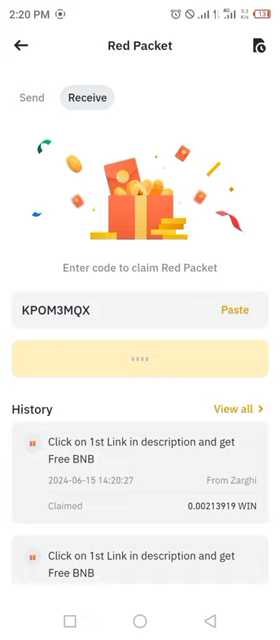 2:20 PM
Red Packet
Send Receive
Enter code to claim Red Packet
KPOM3MQX Paste
History View all
Click on 1st Link in description and get
Free BNB
2024-06-15 14:20:27 From Zarghi
Claimed 0.00213919 WIN
Click on 1st Link in description and get
Free BNB